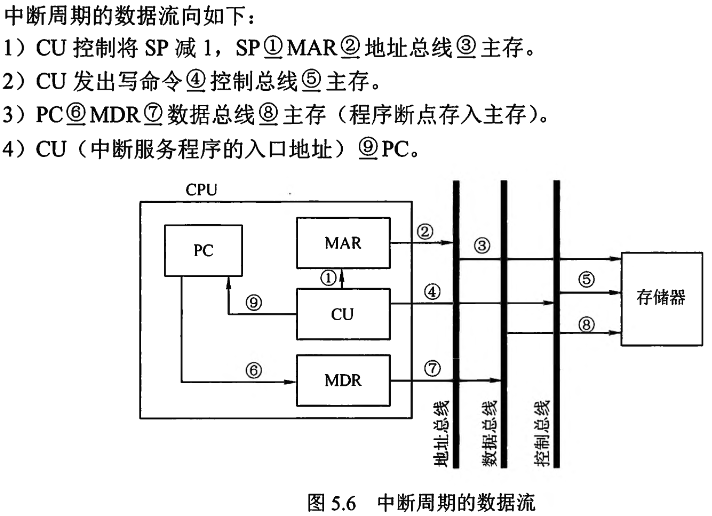 中断周期的数据流向如下：
1）CU 控制将 SP 减 1，SP①MAR②地址总线③主存。
2）CU 发出写命令④控制总线⑤主存。
3）PC⑥MDR⑦数据总线⑧主存（程序断点存入主存）。
4）CU（中断服务程序的入口地址）⑨PC。
CPU
PC
MAR
②
③
①
⑨
CU
④
⑤
存储器
⑧
⑥
MDR
⑦
地址总线
数据总线
控制总线
图 5.6 中断周期的数据流